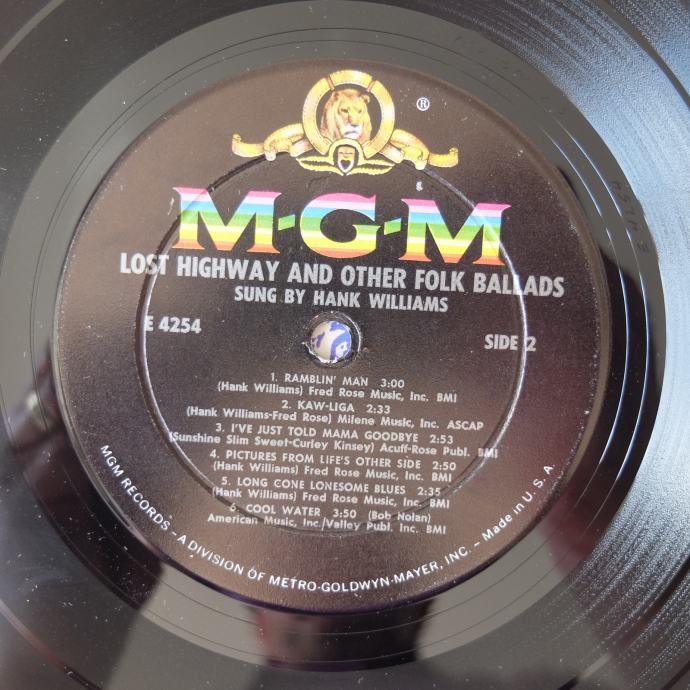 ®
M-G-M
LOST HIGHWAY AND OTHER FOLK BALLADS
SUNG BY HANK WILLIAMS
E 4254
SIDE 2
1. RAMBLIN' MAN 3:00
(Hank Williams) Fred Rose Music, Inc. BMI
2. KAW-LIGA 2:33
(Hank Williams-Fred Rose) Milene Music, Inc. ASCAP
3. I'VE JUST TOLD MAMA GOODBYE 2:53
(Sunshine Slim Sweet-Curley Kinsey) Acuff-Rose Publ. BMI
4. PICTURES FROM LIFE'S OTHER SIDE 2:50
(Hank Williams) Fred Rose Music, Inc. BMI
5. LONG CONE LONESOME BLUES 2:35
(Hank Williams) Fred Rose Music, Inc. BMI
6. COOL WATER 3:50 (Bob Nolan)
American Music, Inc./Valley Publ. Inc. BMI
MGM RECORDS – A DIVISION OF METRO-GOLDWYN-MAYER, INC. – Made in U.S.A.